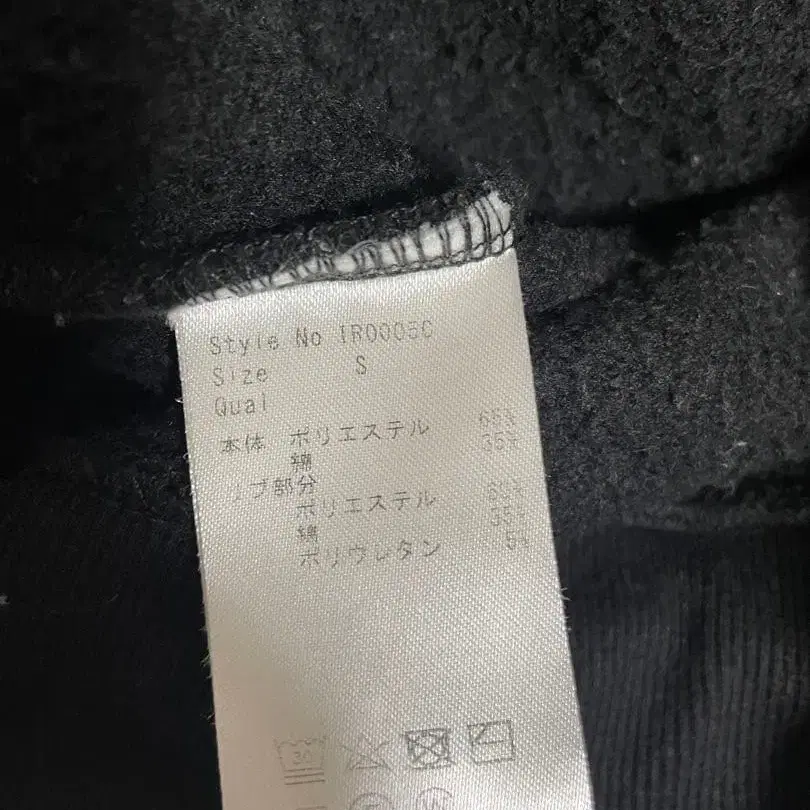 Style No IR0005C
Size S
Qual
本体 ポリエステル 65%
綿 35%
リブ部分
ポリエステル 60%
綿 35%
ポリウレタン 5%
30
W